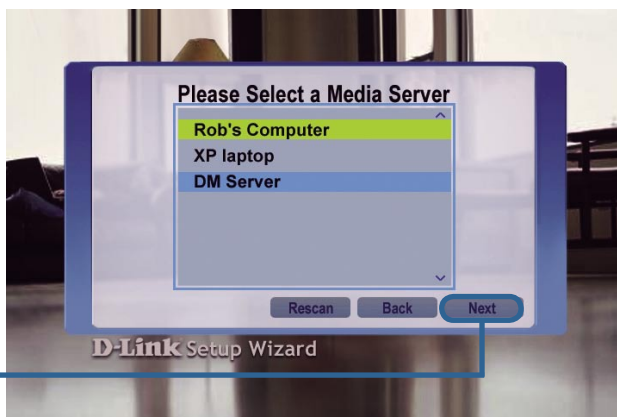 Please Select a Media Server
Rob's Computer
XP laptop
DM Server
Rescan Back Next
D-Link Setup Wizard